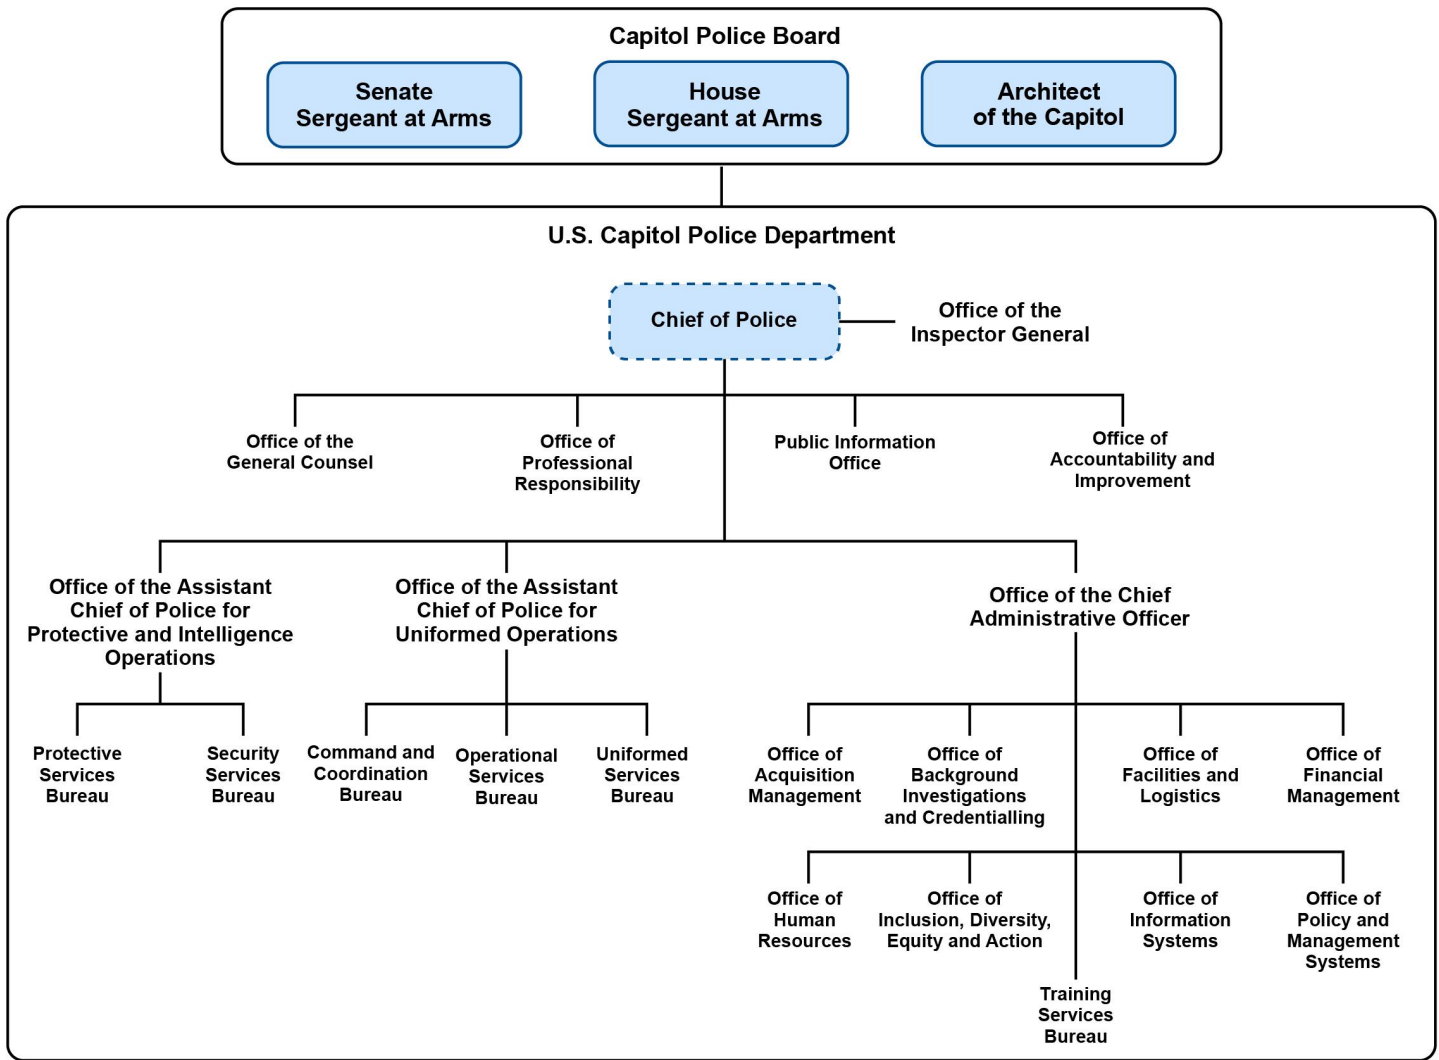 Capitol Police Board
Senate
Sergeant at Arms
House
Sergeant at Arms
Architect
of the Capitol
U.S. Capitol Police Department
Chief of Police
Office of the
Inspector General
Office of the
General Counsel
Office of
Professional
Responsibility
Public Information
Office
Office of
Accountability and
Improvement
Office of the Assistant
Chief of Police for
Protective and Intelligence
Operations
Office of the Assistant
Chief of Police for
Uniformed Operations
Office of the Chief
Administrative Officer
Protective
Services
Bureau
Security
Services
Bureau
Command and
Coordination
Bureau
Operational
Services
Bureau
Uniformed
Services
Bureau
Office of
Acquisition
Management
Office of
Background
Investigations
and Credentialling
Office of
Facilities and
Logistics
Office of
Financial
Management
Office of
Human
Resources
Office of
Inclusion, Diversity,
Equity and Action
Office of
Information
Systems
Office of
Policy and
Management
Systems
Training
Services
Bureau